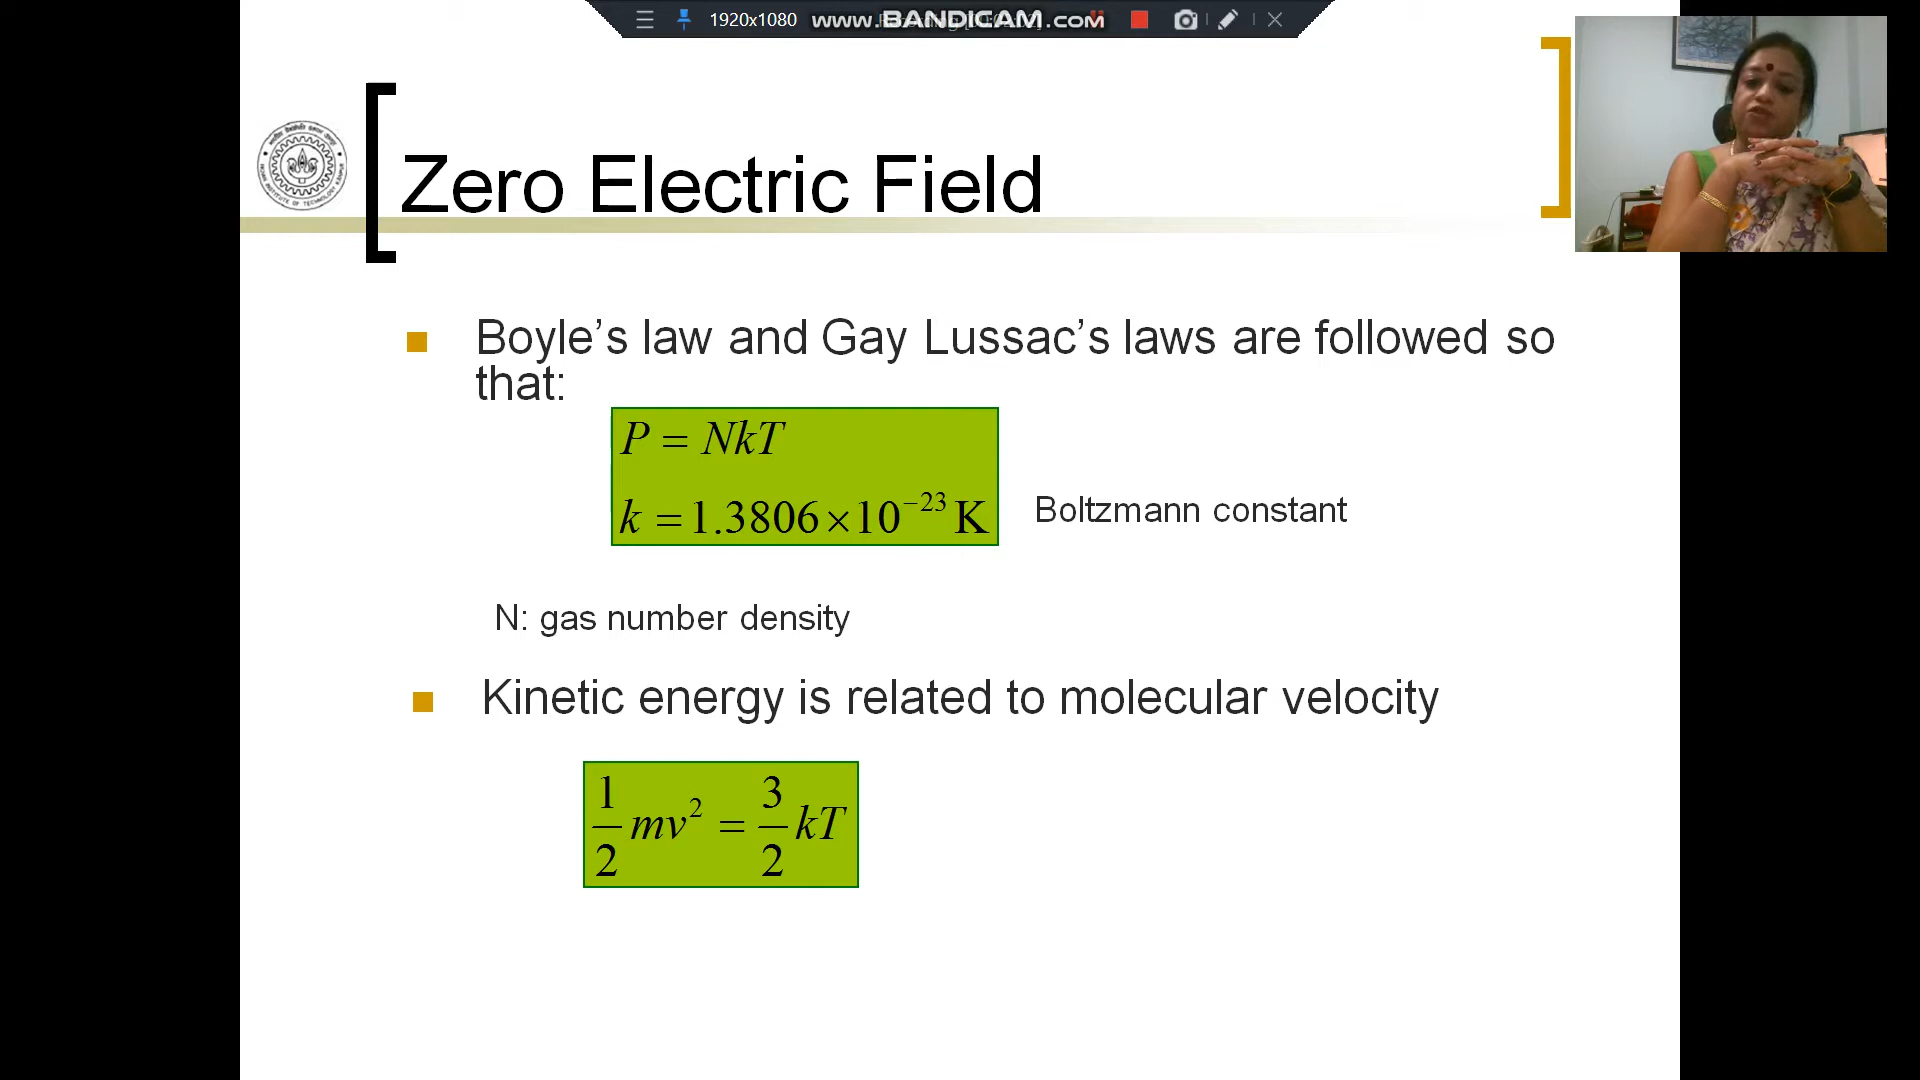 1920x1080
www.BANDICAM.com
Zero Electric Field
Boyle’s law and Gay Lussac’s laws are followed so
that:
P = NkT
k = 1.3806×10⁻²³ K
Boltzmann constant
N: gas number density
Kinetic energy is related to molecular velocity
1/2 mv² = 3/2 kT